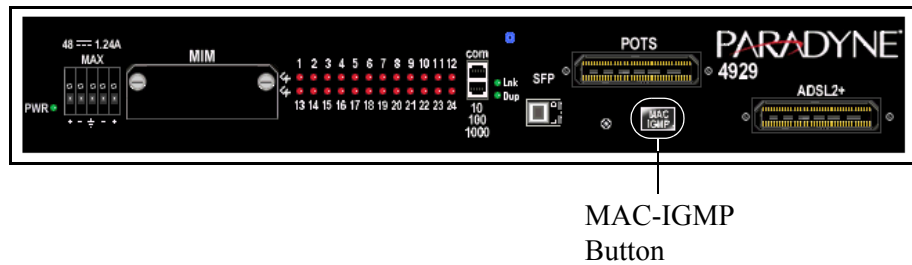 48 1.24A
MAX
PWR
+ - - +
MIM
1 2 3 4 5 6 7 8 9 10 11 12
13 14 15 16 17 18 19 20 21 22 23 24
com
Lnk
Dup
10
100
1000
SFP
POTS
MAC
IGMP
PARADYNE
4929
ADSL2+
MAC-IGMP
Button